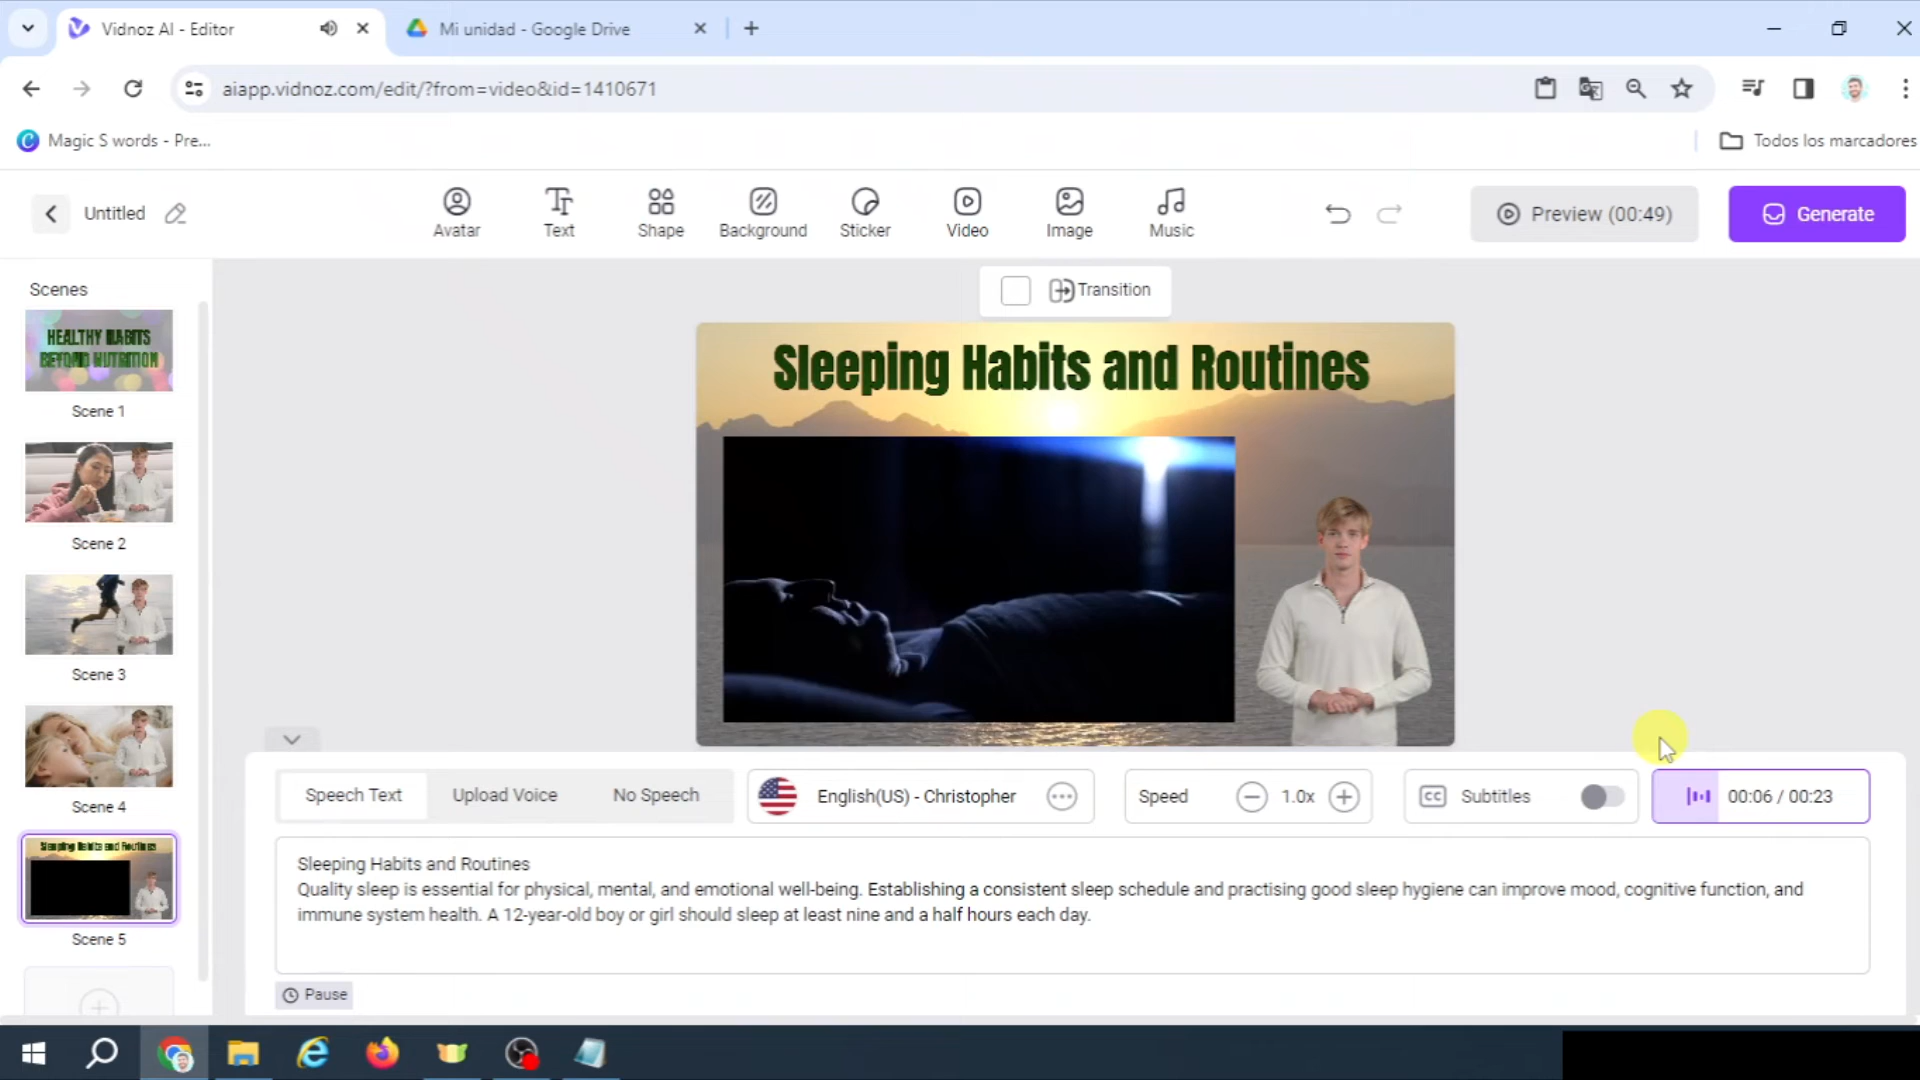 Vidnoz AI - Editor
Mi unidad - Google Drive
aiapp.vidnoz.com/edit/?from=video&id=1410671
Magic S words - Pre...
Todos los marcadores
Untitled
Avatar
Text
Shape
Background
Sticker
Video
Image
Music
Preview (00:49)
Generate
Scenes
Transition
HEALTHY HABITS
BEYOND NUTRITION
Scene 1
Scene 2
Scene 3
Scene 4
Sleeping Habits and Routines
Scene 5
Sleeping Habits and Routines
Speech Text
Upload Voice
No Speech
English(US) - Christopher
Speed
1.0x
CC
Subtitles
00:06 / 00:23
Sleeping Habits and Routines
Quality sleep is essential for physical, mental, and emotional well-being. Establishing a consistent sleep schedule and practising good sleep hygiene can improve mood, cognitive function, and
immune system health. A 12-year-old boy or girl should sleep at least nine and a half hours each day.
Pause